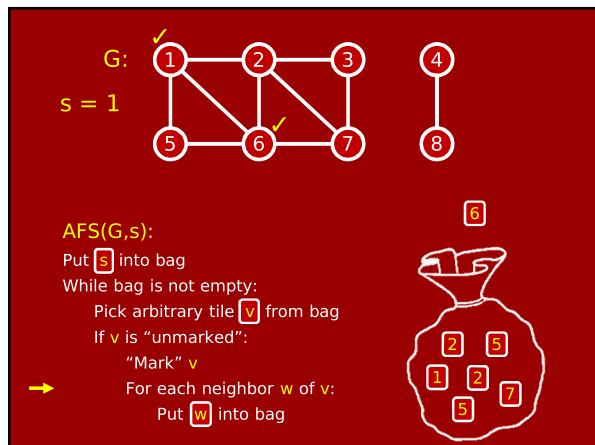 ✓
G: 1 2 3 4
s = 1
✓
5 6 7 8
6
AFS(G,s):
Put s into bag
While bag is not empty:
Pick arbitrary tile v from bag
If v is “unmarked”:
“Mark” v
For each neighbor w of v:
Put w into bag
2 5
1 2
7
5